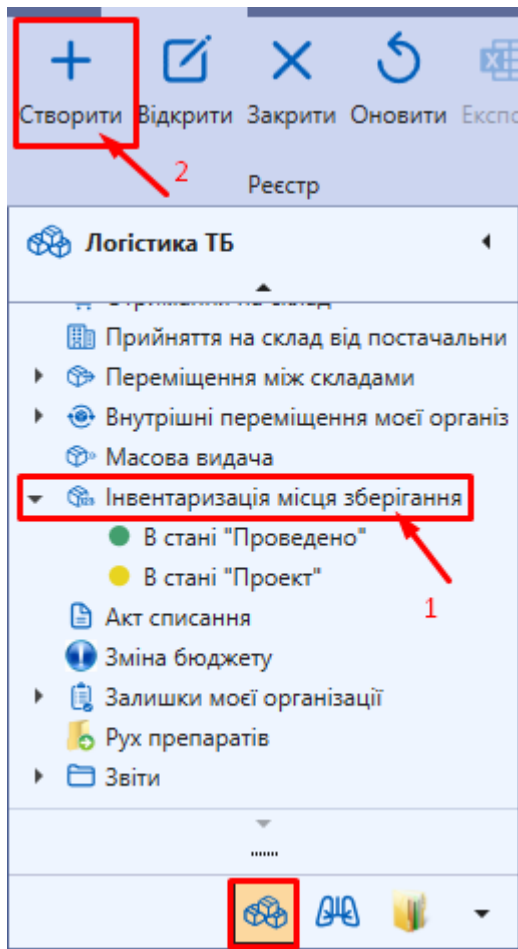 Створити Відкрити Закрити Оновити
2
Реєстр
Логістика ТБ
Прийняття на склад від постачальни
Переміщення між складами
Внутрішні переміщення моєї організ
Масова видача
Інвентаризація місця зберігання
В стані "Проведено"
В стані "Проект"
1
Акт списання
Зміна бюджету
Залишки моєї організації
Рух препаратів
Звіти